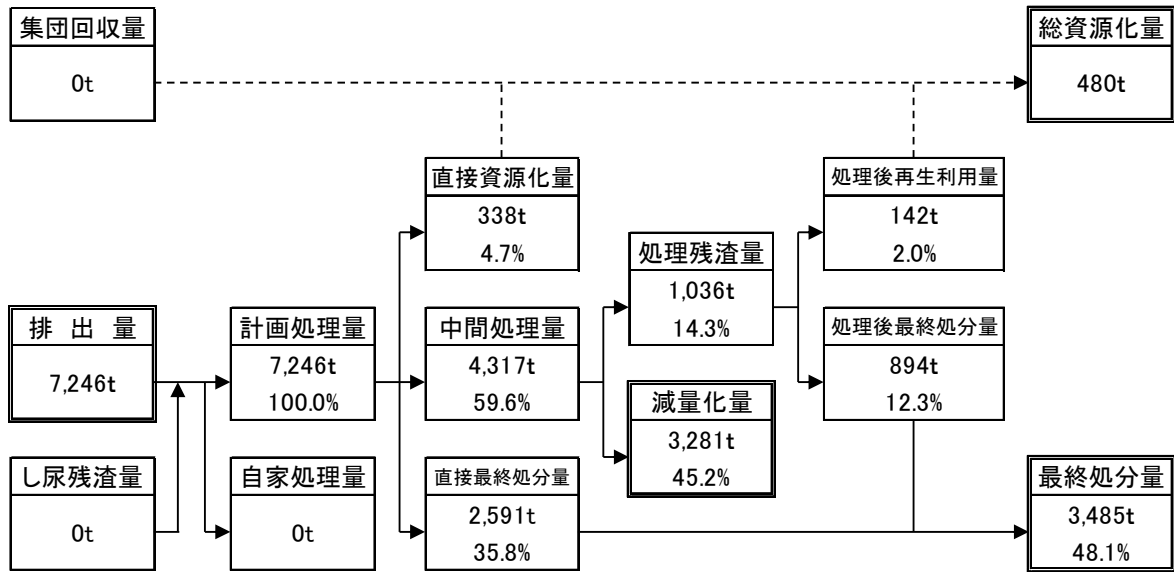 集団回収量
0t
総資源化量
480t
直接資源化量
338t
4.7%
処理後再生利用量
142t
2.0%
処理残渣量
1,036t
14.3%
排 出 量
7,246t
計画処理量
7,246t
100.0%
中間処理量
4,317t
59.6%
処理後最終処分量
894t
12.3%
減量化量
3,281t
45.2%
し尿残渣量
0t
自家処理量
0t
直接最終処分量
2,591t
35.8%
最終処分量
3,485t
48.1%